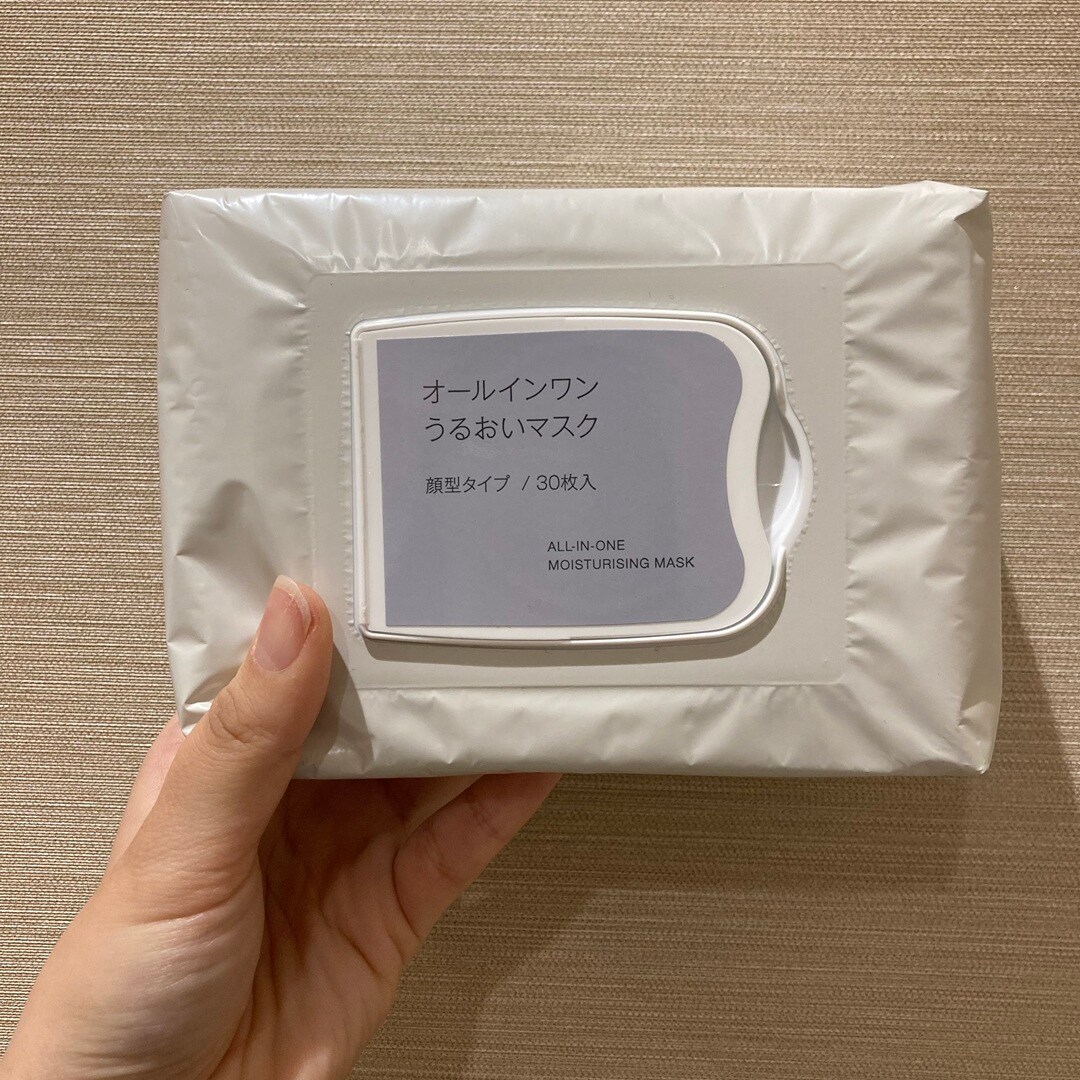 オールインワン
うるおいマスク
顔型タイプ / 30枚入
ALL-IN-ONE
MOISTURISING MASK